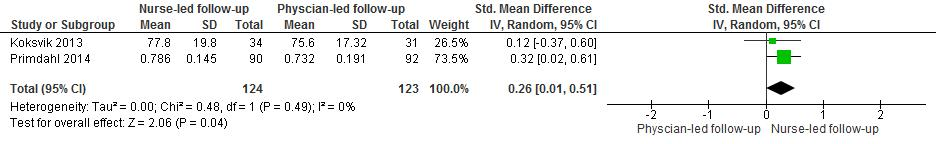 Nurse-led follow-up Physcian-led follow-up Std. Mean Difference Std. Mean Difference
Study or Subgroup Mean SD Total Mean SD Total Weight IV, Random, 95% CI IV, Random, 95% CI
Koksvik 2013 77.8 19.8 34 75.6 17.32 31 26.5% 0.12 [-0.37, 0.60]
Primdahl 2014 0.786 0.145 90 0.732 0.191 92 73.5% 0.32 [0.02, 0.61]
Total (95% CI) 124 123 100.0% 0.26 [0.01, 0.51]
Heterogeneity: Tau² = 0.00; Chi² = 0.48, df = 1 (P = 0.49); I² = 0%
Test for overall effect: Z = 2.06 (P = 0.04)
-2 -1 0 1 2
Physcian-led follow-up Nurse-led follow-up